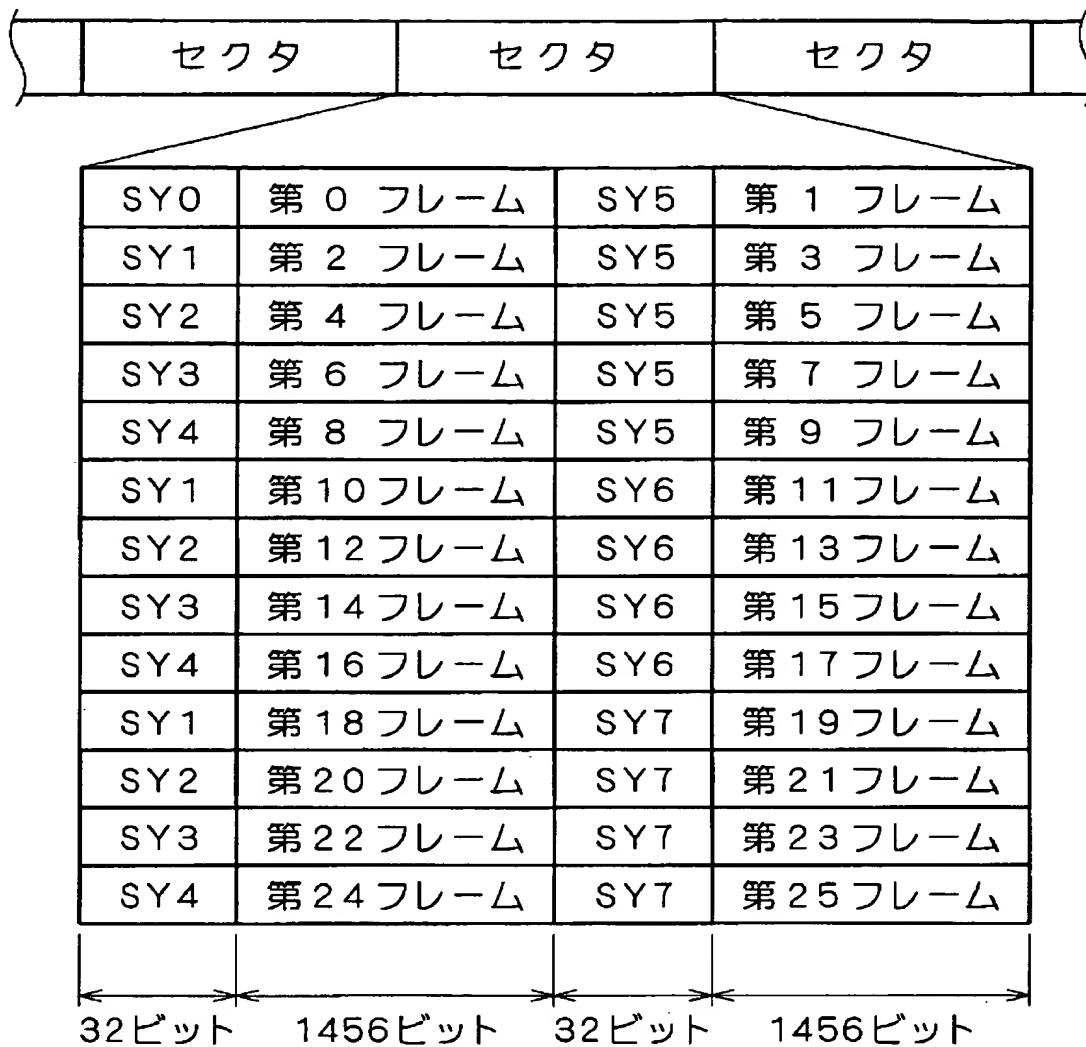 セクタ セクタ セクタ
SY0 第0フレーム SY5 第1フレーム
SY1 第2フレーム SY5 第3フレーム
SY2 第4フレーム SY5 第5フレーム
SY3 第6フレーム SY5 第7フレーム
SY4 第8フレーム SY5 第9フレーム
SY1 第10フレーム SY6 第11フレーム
SY2 第12フレーム SY6 第13フレーム
SY3 第14フレーム SY6 第15フレーム
SY4 第16フレーム SY6 第17フレーム
SY1 第18フレーム SY7 第19フレーム
SY2 第20フレーム SY7 第21フレーム
SY3 第22フレーム SY7 第23フレーム
SY4 第24フレーム SY7 第25フレーム
32ビット 1456ビット 32ビット 1456ビット